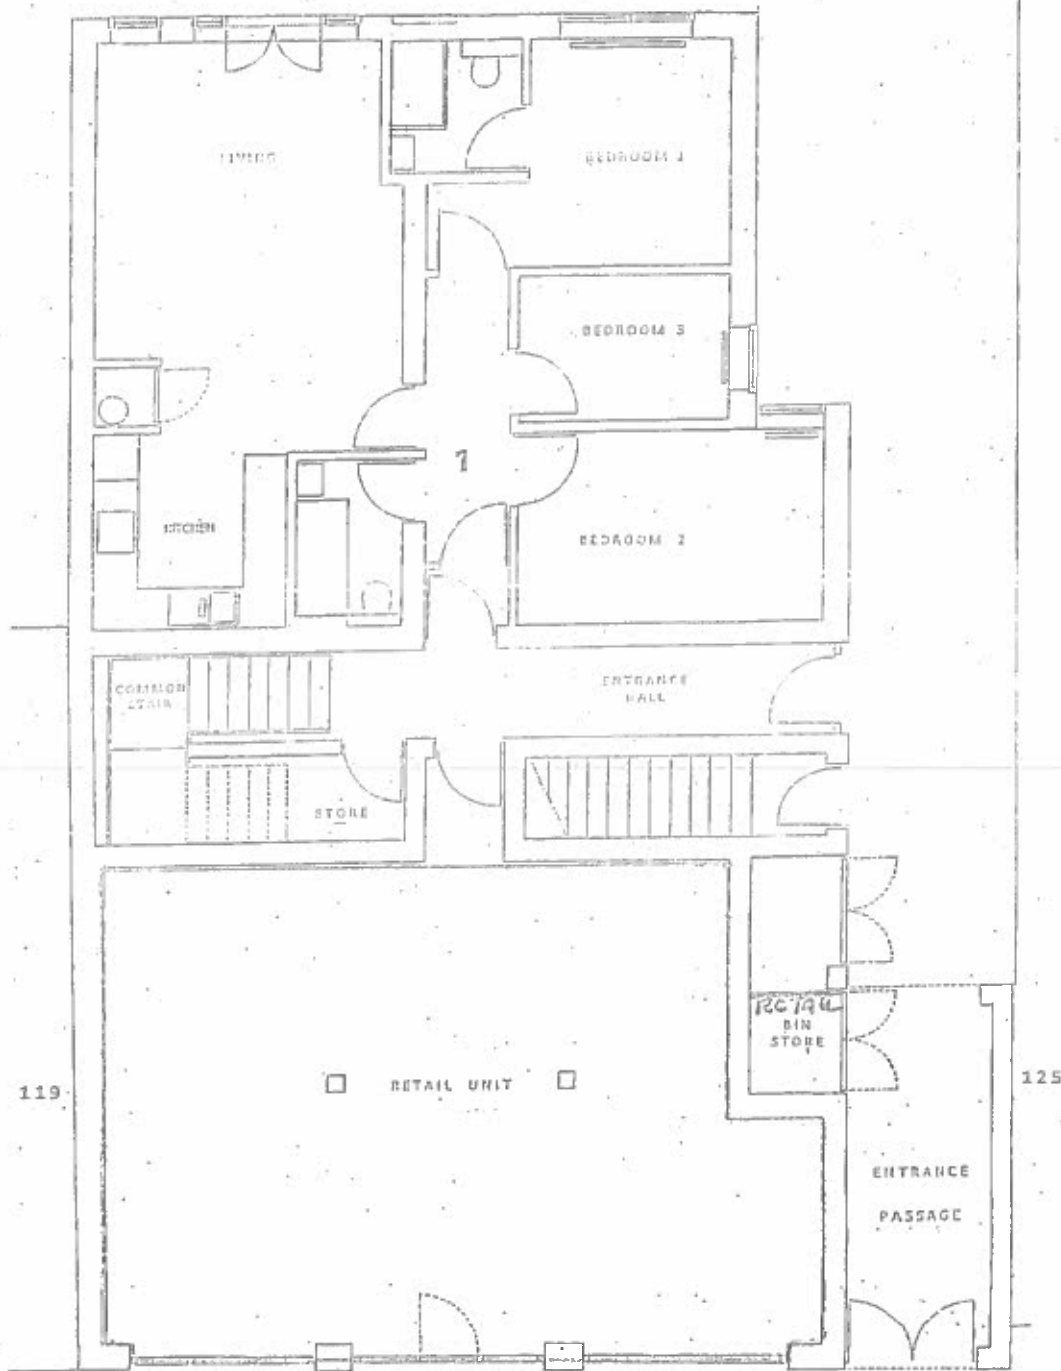 LIVING
BEDROOM 1
BEDROOM 3
1
KITCHEN
BEDROOM 2
COMMON
STAIR
ENTRANCE
HALL
STORE
RETAIL
BIN
STORE
119
RETAIL UNIT
125
ENTRANCE
PASSAGE